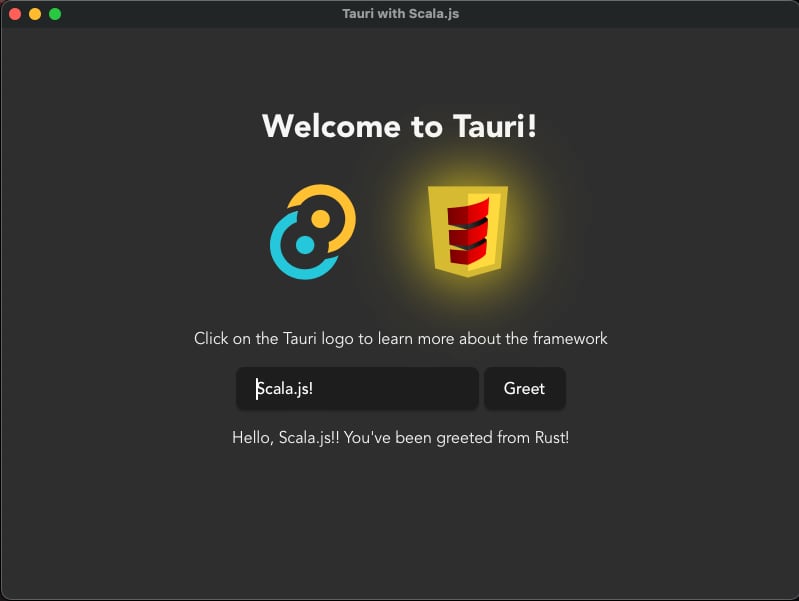 Tauri with Scala.js
Welcome to Tauri!
Click on the Tauri logo to learn more about the framework
Scala.js!
Greet
Hello, Scala.js!! You've been greeted from Rust!